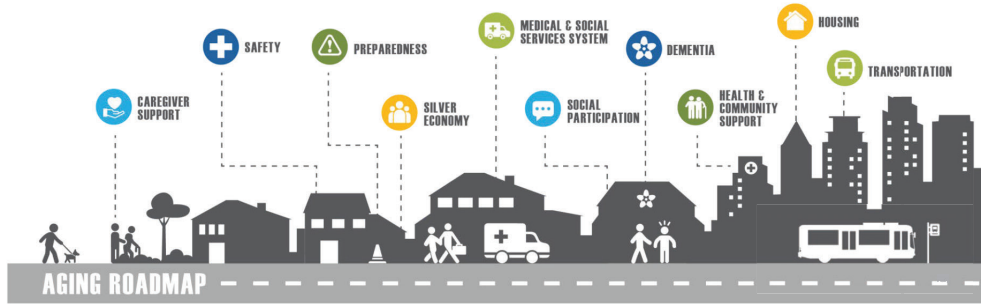 CAREGIVER
SUPPORT
SAFETY
PREPAREDNESS
SILVER
ECONOMY
MEDICAL & SOCIAL
SERVICES SYSTEM
SOCIAL
PARTICIPATION
DEMENTIA
HEALTH &
COMMUNITY
SUPPORT
HOUSING
TRANSPORTATION
AGING ROADMAP